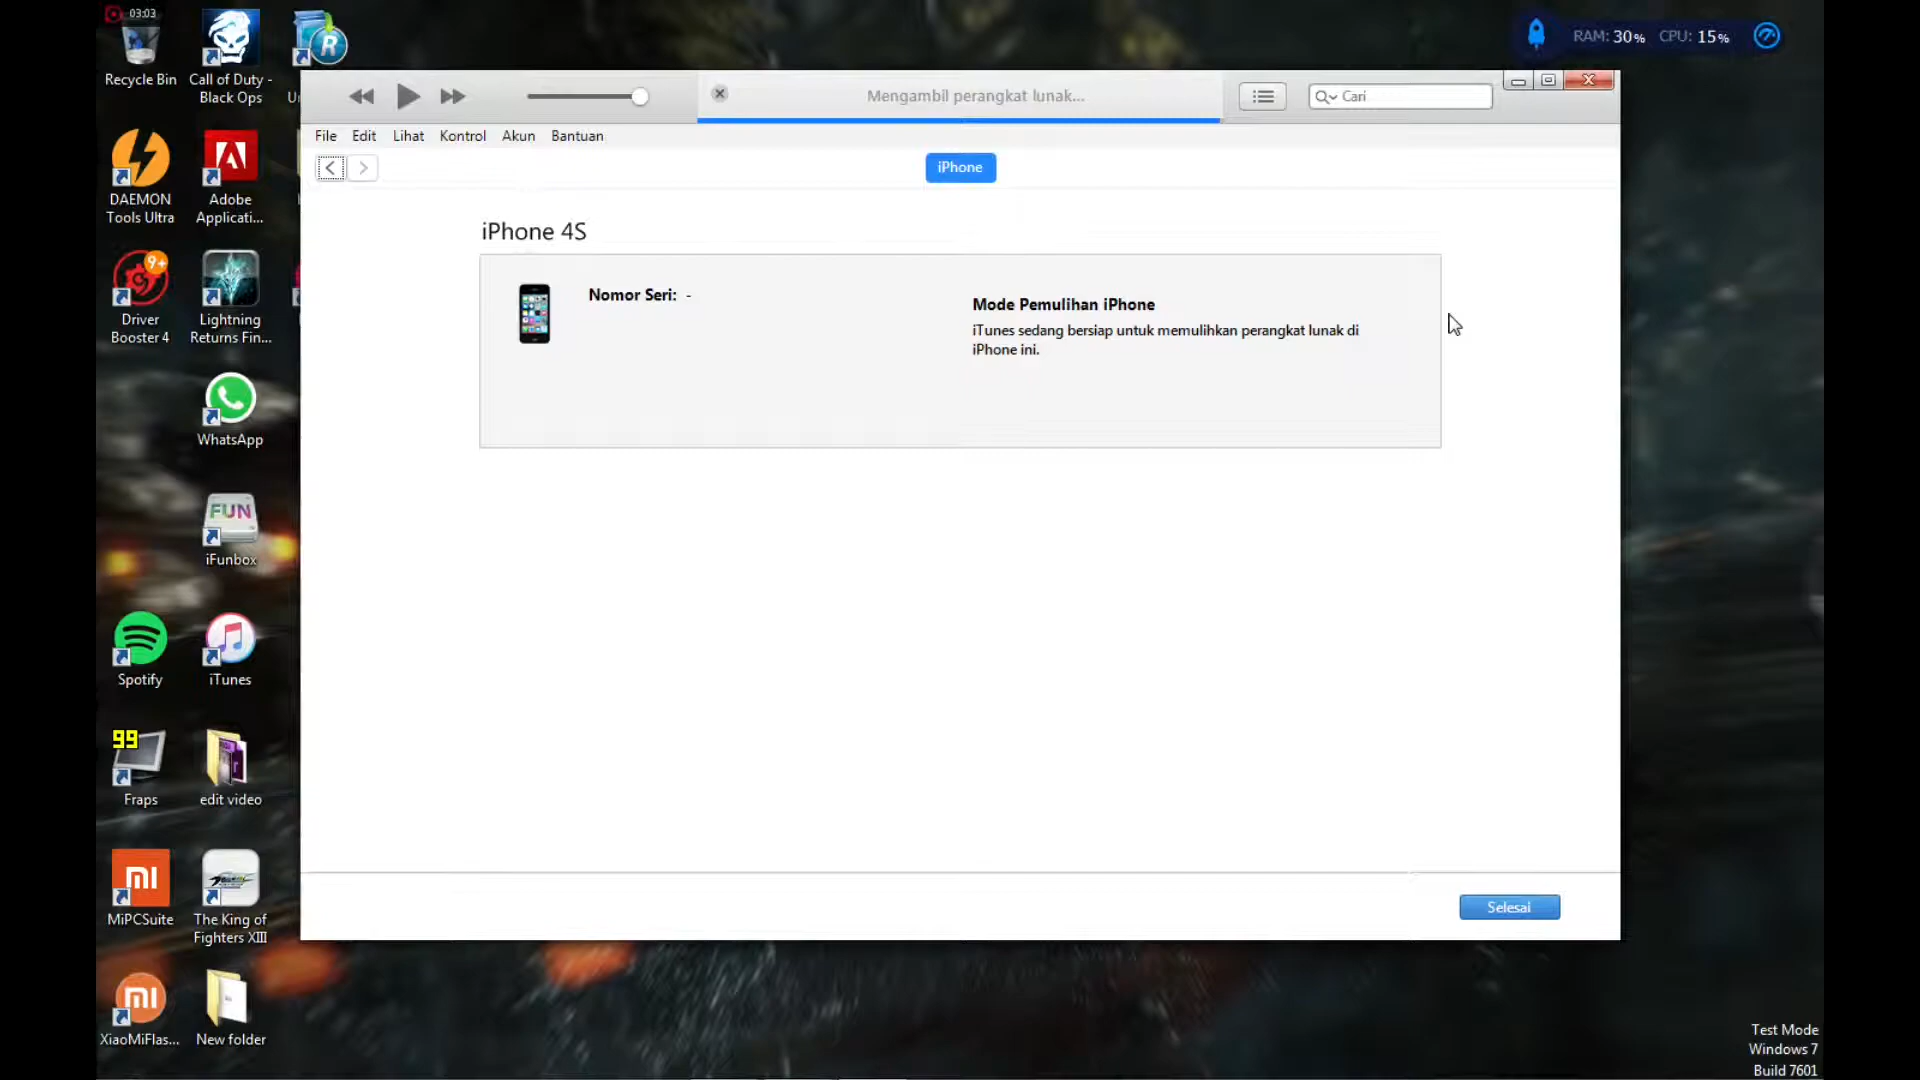 03:03
Recycle Bin
Call of Duty -
Black Ops
R
RAM: 30% CPU: 15%
Mengambil perangkat lunak...
Cari
File Edit Lihat Kontrol Akun Bantuan
iPhone
DAEMON
Tools Ultra
Adobe
Applicati...
iPhone 4S
Nomor Seri: -
Mode Pemulihan iPhone
iTunes sedang bersiap untuk memulihkan perangkat lunak di
iPhone ini.
9+
Driver
Booster 4
Lightning
Returns Fin...
WhatsApp
FUN
iFunbox
Spotify
iTunes
99
Fraps
edit video
MI
MiPCSuite
The King of
Fighters XIII
Selesai
MI
XiaoMiFlas...
New folder
Test Mode
Windows 7
Build 7601